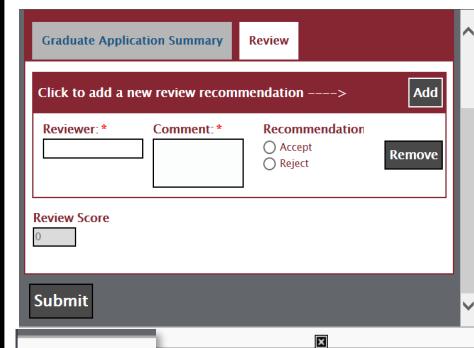 Graduate Application Summary Review
Click to add a new review recommendation ----> Add
Reviewer: * Comment: * Recommendation
Accept
Reject
Remove
Review Score
0
Submit